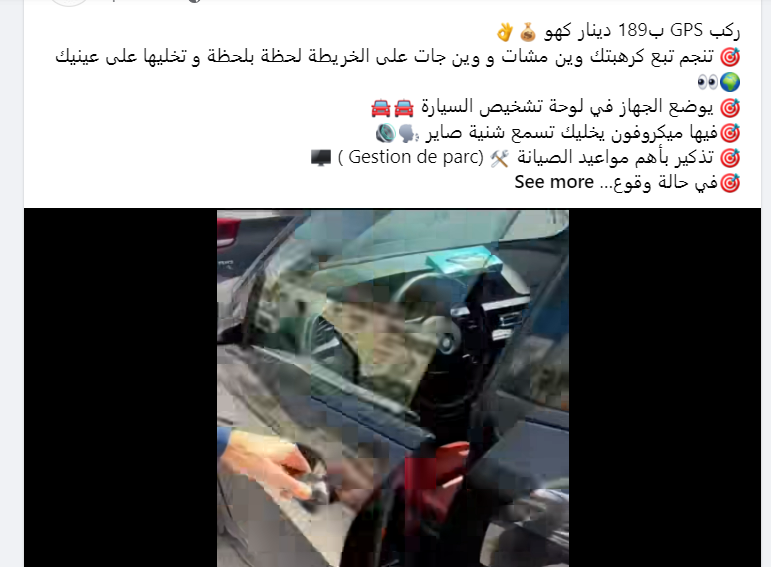 ركب GPS ب189 دينار كهو 💰👌
🎯 تنجم تبع كرهبتك وين مشات و وين جات على الخريطة لحظة بلحظة و تخليها على عينيك
🌍👀
🎯 يوضع الجهاز في لوحة تشخيص السيارة 🚘🚘
🎯فيها ميكروفون يخليك تسمع شنية صاير 🗣️🔊
🎯 تذكير بأهم مواعيد الصيانة 🛠️ (Gestion de parc ) 🖥️
🎯في حالة وقوع... See more